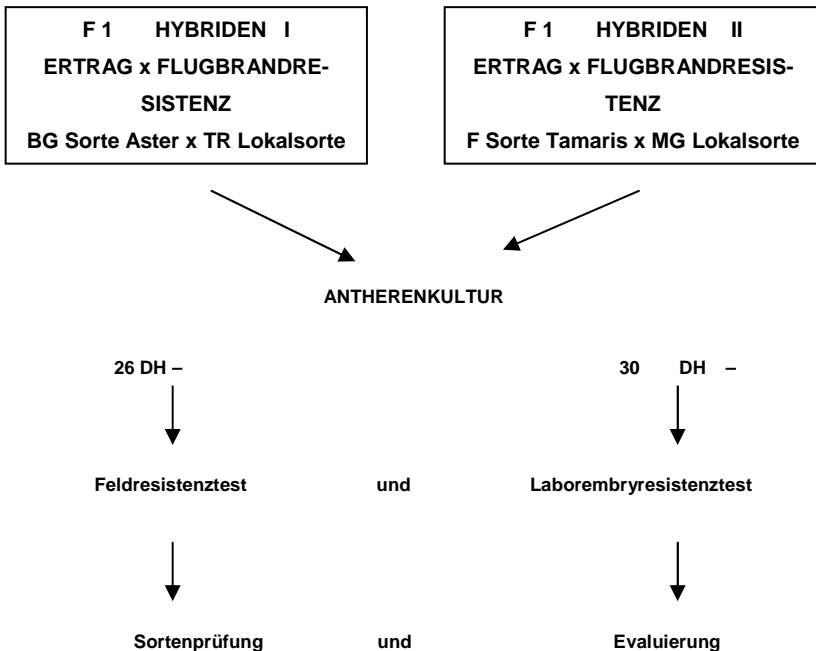 F 1 HYBRIDEN I
ERTRAG x FLUGBRANDRE-
SISTENZ
BG Sorte Aster x TR Lokalsorte
F 1 HYBRIDEN II
ERTRAG x FLUGBRANDRESIS-
TENZ
F Sorte Tamaris x MG Lokalsorte
ANTHERENKULTUR
26 DH –
30 DH –
Feldresistenztest und Laborembryresistenztest
Sortenprüfung und Evaluierung